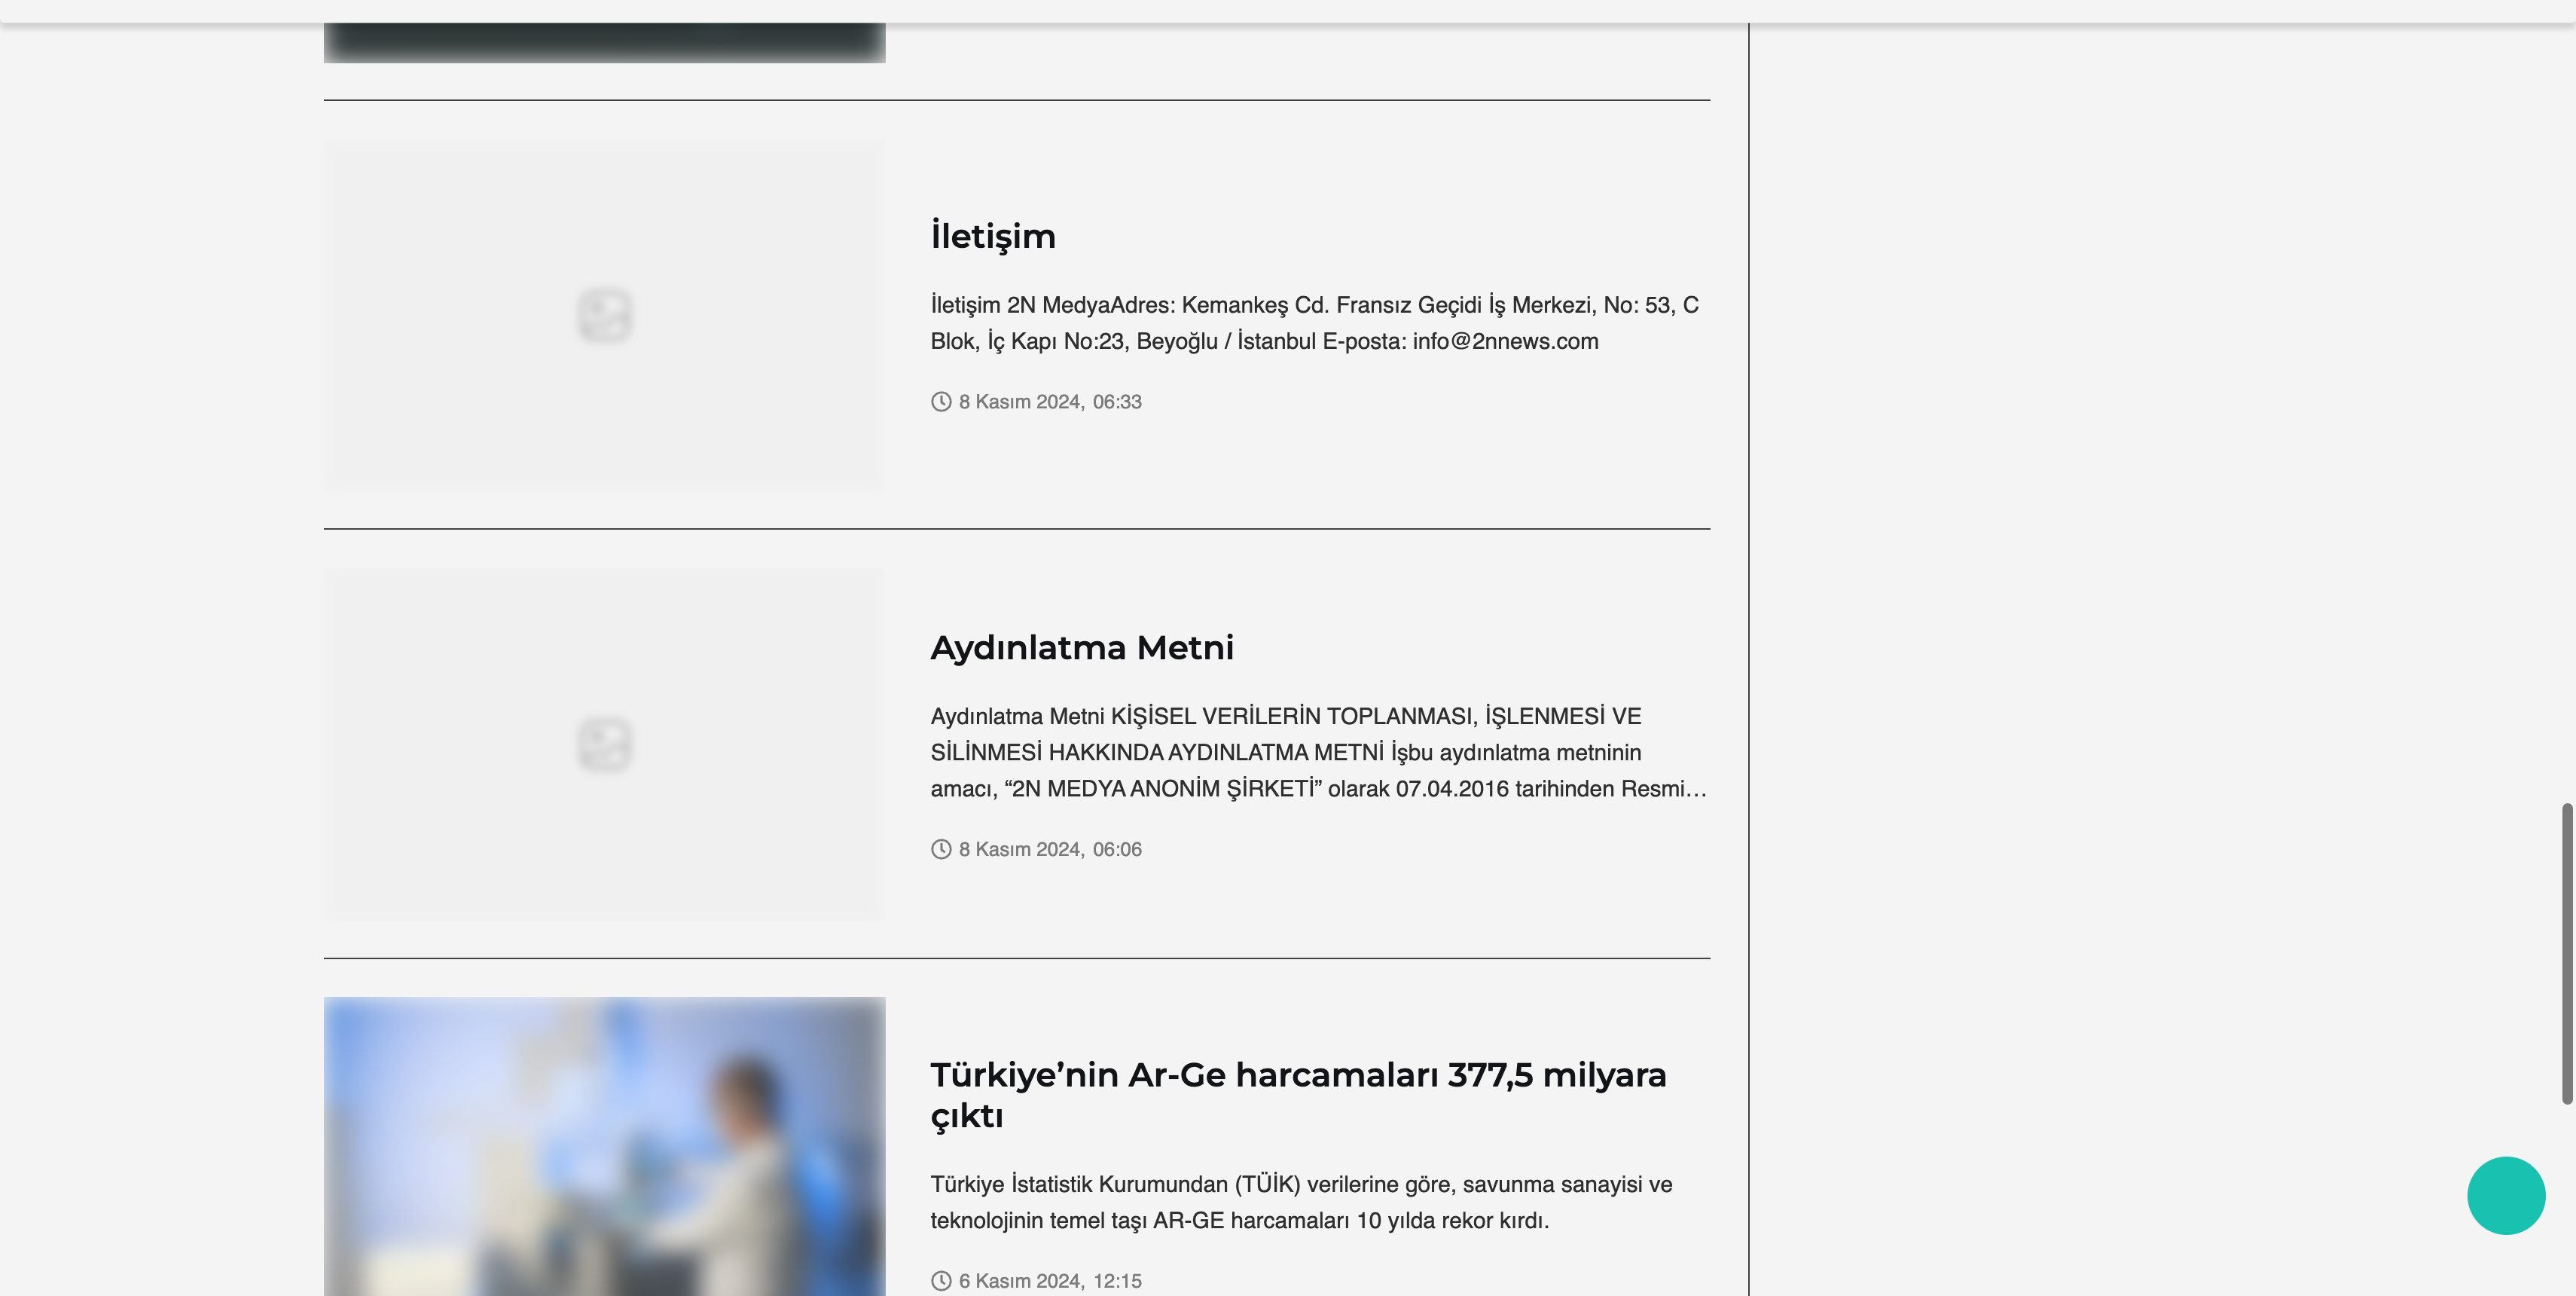 İletişim
İletişim 2N MedyaAdres: Kemankeş Cd. Fransız Geçidi İş Merkezi, No: 53, C
Blok, İç Kapı No:23, Beyoğlu / İstanbul E-posta: info@2nnews.com
8 Kasım 2024, 06:33
Aydınlatma Metni
Aydınlatma Metni KİŞİSEL VERİLERİN TOPLANMASI, İŞLENMESİ VE
SİLİNMESİ HAKKINDA AYDINLATMA METNİ İşbu aydınlatma metninin
amacı, “2N MEDYA ANONİM ŞİRKETİ” olarak 07.04.2016 tarihinden Resmi…
8 Kasım 2024, 06:06
Türkiye’nin Ar-Ge harcamaları 377,5 milyara
çıktı
Türkiye İstatistik Kurumundan (TÜİK) verilerine göre, savunma sanayisi ve
teknolojinin temel taşı AR-GE harcamaları 10 yılda rekor kırdı.
6 Kasım 2024, 12:15